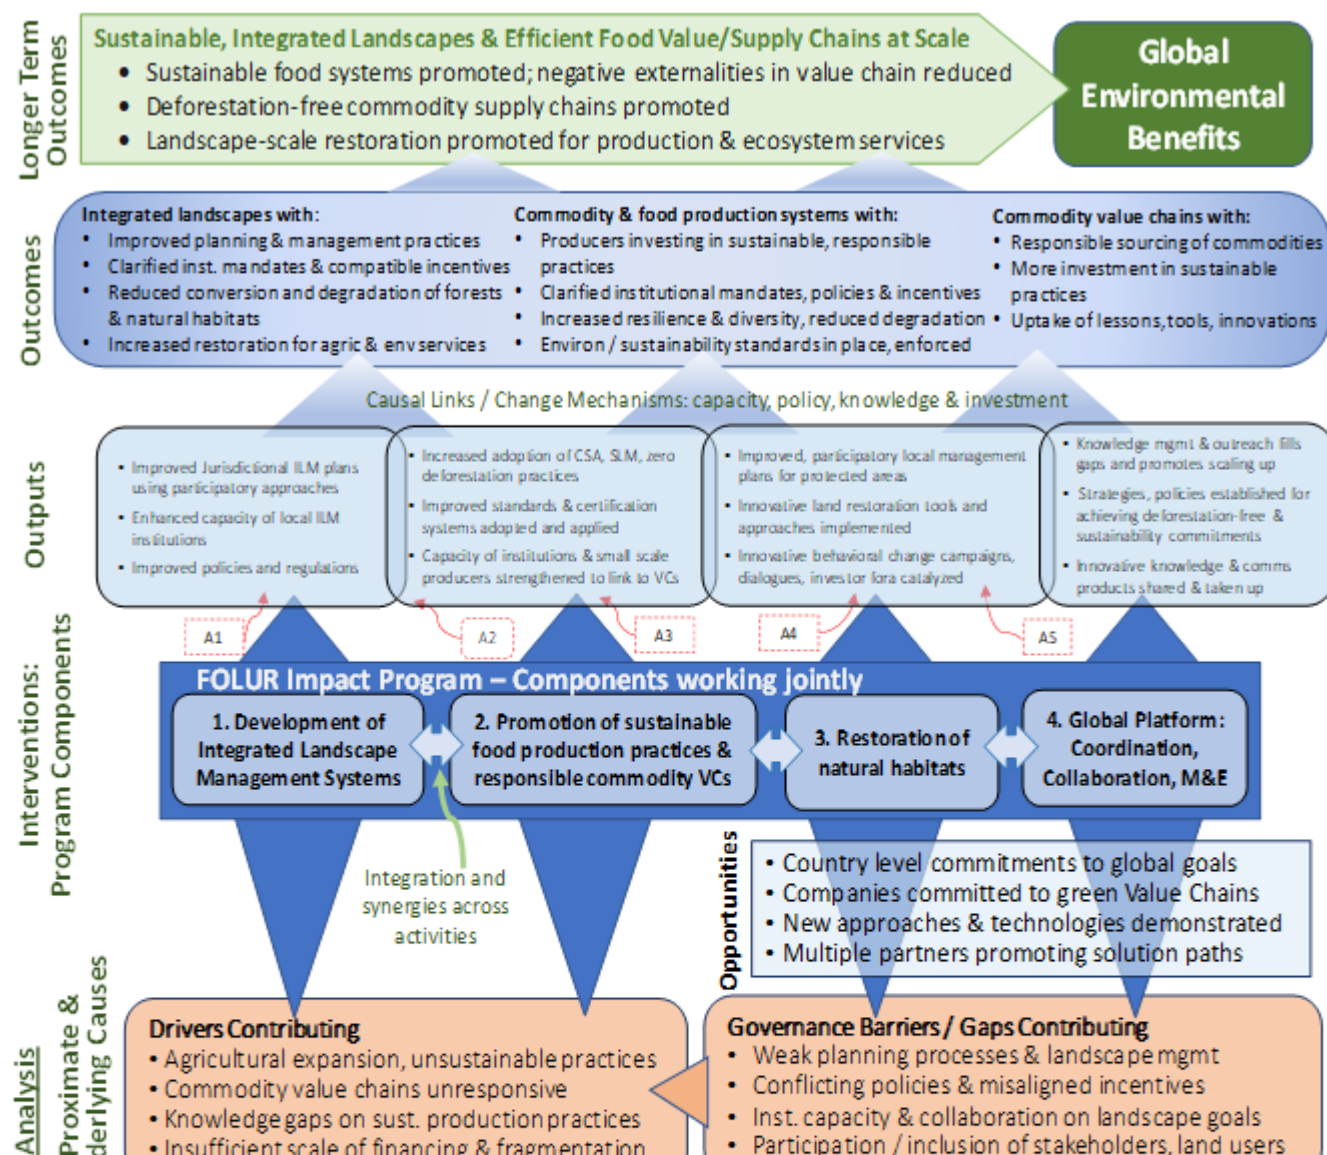 Longer Term
Outcomes
Sustainable, Integrated Landscapes & Efficient Food Value/Supply Chains at Scale
• Sustainable food systems promoted; negative externalities in value chain reduced
• Deforestation-free commodity supply chains promoted
• Landscape-scale restoration promoted for production & ecosystem services
Global
Environmental
Benefits
Outcomes
Integrated landscapes with:
• Improved planning & management practices
• Clarified inst. mandates & compatible incentives
• Reduced conversion and degradation of forests
& natural habitats
• Increased restoration for agric & env services
Commodity & food production systems with:
• Producers investing in sustainable, responsible
practices
• Clarified institutional mandates, policies & incentives
• Increased resilience & diversity, reduced degradation
• Environ / sustainability standards in place, enforced
Commodity value chains with:
• Responsible sourcing of commodities
• More investment in sustainable
practices
• Uptake of lessons, tools, innovations
Causal Links / Change Mechanisms: capacity, policy, knowledge & investment
Outputs
• Improved Jurisdictional ILM plans
using participatory approaches
• Enhanced capacity of local ILM
institutions
• Improved policies and regulations
• Increased adoption of CSA, SLM, zero
deforestation practices
• Improved standards & certification
systems adopted and applied
• Capacity of institutions & small scale
producers strengthened to link to VCs
• Improved, participatory local management
plans for protected areas
• Innovative land restoration tools and
approaches implemented
• Innovative behavioral change campaigns,
dialogues, investor fora catalyzed
• Knowledge mgmt & outreach fills
gaps and promotes scaling up
• Strategies, policies established for
achieving deforestation-free &
sustainability commitments
• Innovative knowledge & comms
products shared & taken up
A1
A2
A3
A4
A5
Interventions:
Program Components
FOLUR Impact Program – Components working jointly
1. Development of
Integrated Landscape
Management Systems
2. Promotion of sustainable
food production practices &
responsible commodity VCs
3. Restoration of
natural habitats
4. Global Platform:
Coordination,
Collaboration, M&E
Integration and
synergies across
activities
Opportunities
• Country level commitments to global goals
• Companies committed to green Value Chains
• New approaches & technologies demonstrated
• Multiple partners promoting solution paths
Analysis
Proximate &
derlying Causes
Drivers Contributing
• Agricultural expansion, unsustainable practices
• Commodity value chains unresponsive
• Knowledge gaps on sust. production practices
• Insufficient scale of financing & fragmentation
Governance Barriers / Gaps Contributing
• Weak planning processes & landscape mgmt
• Conflicting policies & misaligned incentives
• Inst. capacity & collaboration on landscape goals
• Participation / inclusion of stakeholders, land users